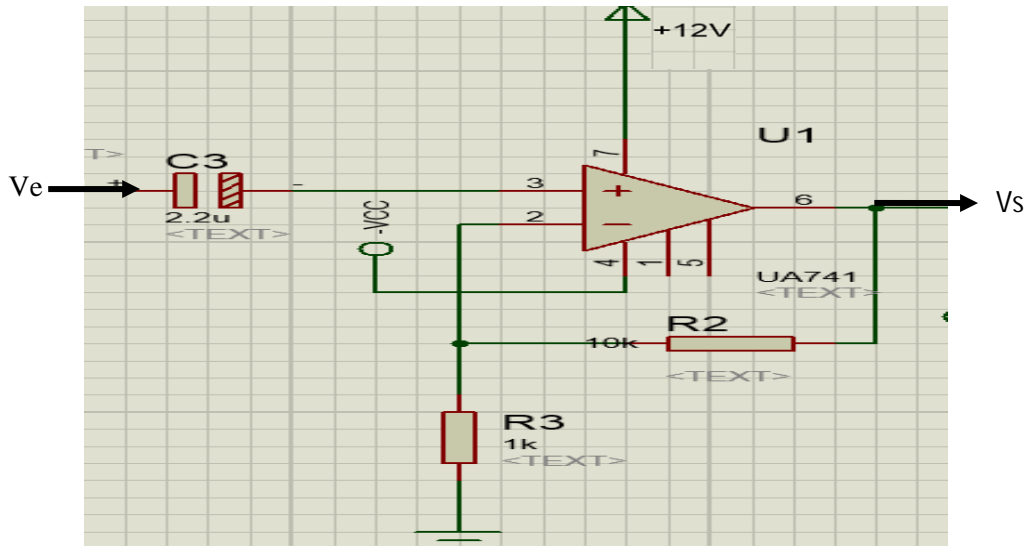 +12V
U1
T>
C3
7
Ve
+
-
3
+
6
Vs
2.2u
-VCC
2
−
<TEXT>
4
1
5
UA741
<TEXT>
R2
10k
<TEXT>
R3
1k
<TEXT>